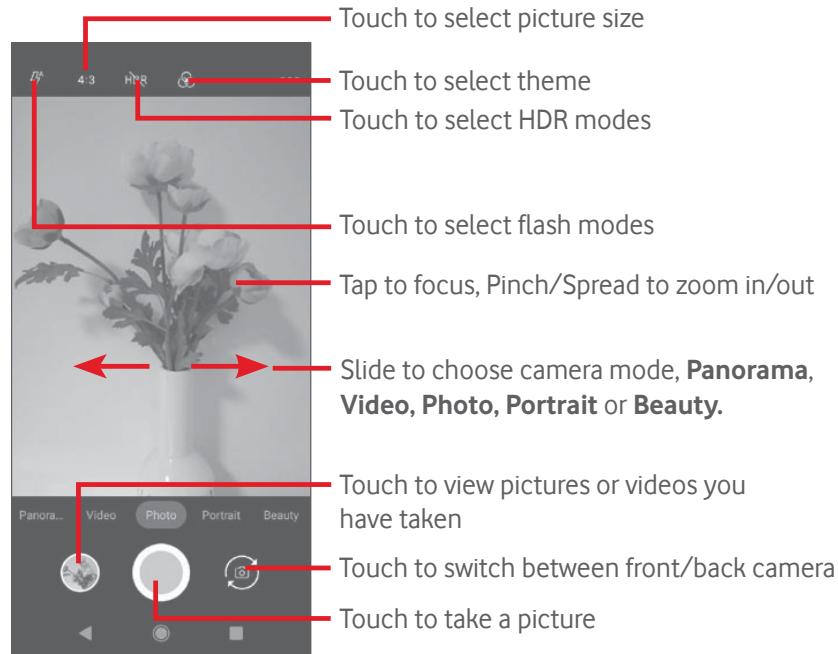 Touch to select picture size
4:3
HDR
Touch to select theme
Touch to select HDR modes
Touch to select flash modes
Tap to focus, Pinch/Spread to zoom in/out
Slide to choose camera mode, Panorama,
Video, Photo, Portrait or Beauty.
Touch to view pictures or videos you
have taken
Panora... Video Photo Portrait Beauty
Touch to switch between front/back camera
Touch to take a picture